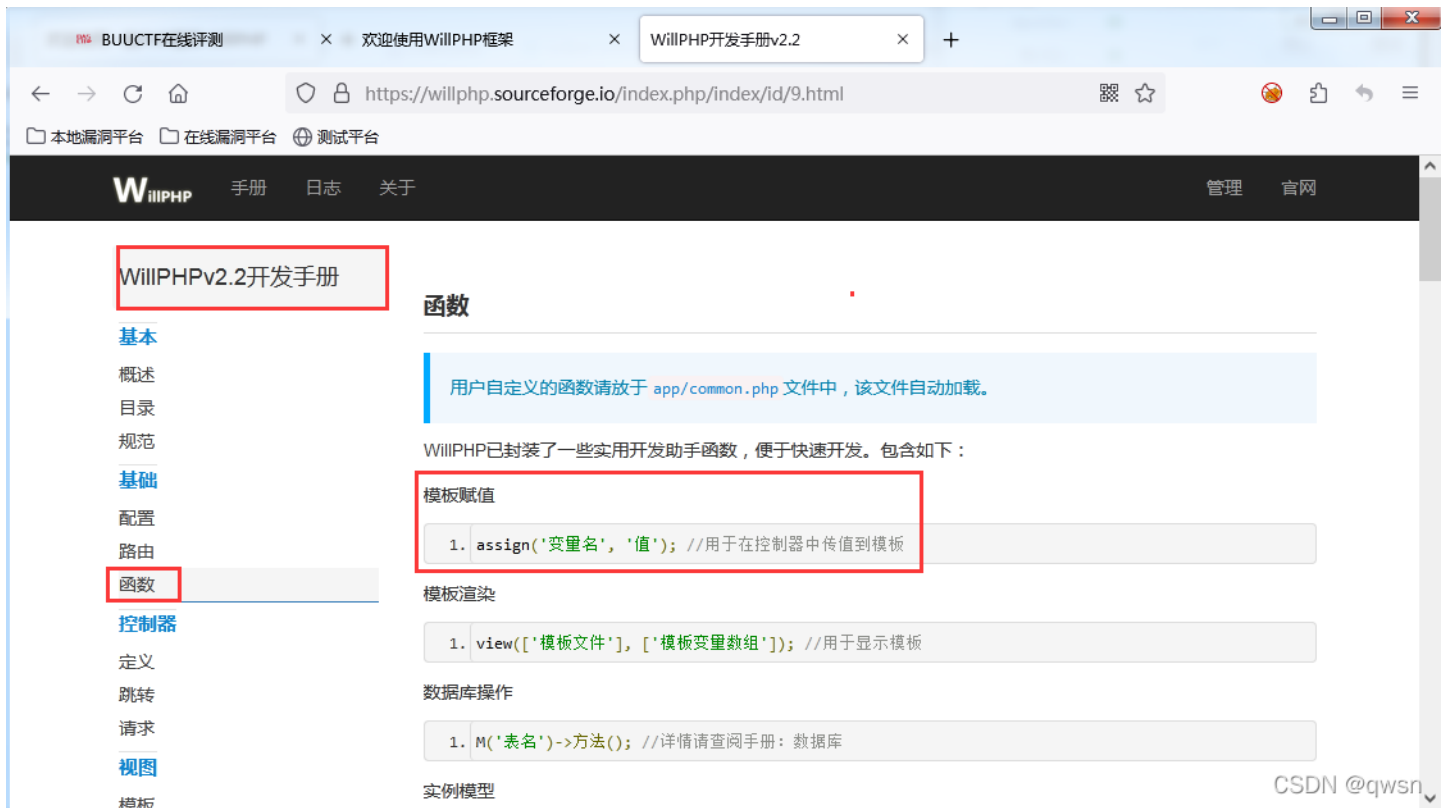 BUUCTF在线评测
欢迎使用WillPHP框架
WillPHP开发手册v2.2
https://willphp.sourceforge.io/index.php/index/id/9.html
本地漏洞平台 在线漏洞平台 测试平台
WillPHP 手册 日志 关于 管理 官网
WillPHPv2.2开发手册
基本
概述
目录
规范
基础
配置
路由
函数
控制器
定义
跳转
请求
视图
模板
函数
用户自定义的函数请放于 app/common.php 文件中，该文件自动加载。
WillPHP已封装了一些实用开发助手函数，便于快速开发。包含如下：
模板赋值
1. assign('变量名', '值'); //用于在控制器中传值到模板
模板渲染
1. view(['模板文件'], ['模板变量数组']); //用于显示模板
数据库操作
1. M('表名')->方法(); //详情请查阅手册: 数据库
实例模型
CSDN @qwsn